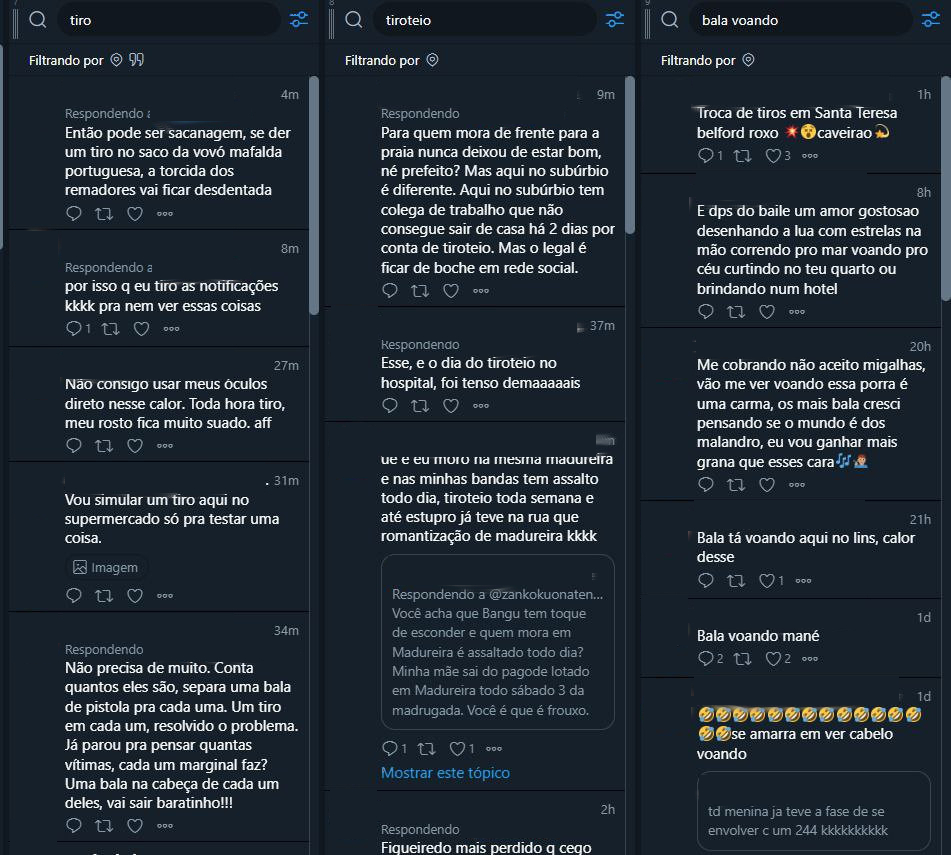 7
tiro
Filtrando por
4m
Respondendo a
Então pode ser sacanagem, se der
um tiro no saco da vovó mafalda
portuguesa, a torcida dos
remadores vai ficar desdentada
8m
Respondendo a
por isso q eu tiro as notificações
kkkk pra nem ver essas coisas
1
27m
Não consigo usar meus óculos
direto nesse calor. Toda hora tiro,
meu rosto fica muito suado. aff
31m
Vou simular um tiro aqui no
supermercado só pra testar uma
coisa.
Imagem
34m
Respondendo
Não precisa de muito. Conta
quantos eles são, separa uma bala
de pistola pra cada uma. Um tiro
em cada um, resolvido o problema.
Já parou pra pensar quantas
vítimas, cada um marginal faz?
Uma bala na cabeça de cada um
deles, vai sair baratinho!!!
8
tiroteio
Filtrando por
9m
Respondendo
Para quem mora de frente para a
praia nunca deixou de estar bom,
né prefeito? Mas aqui no subúrbio
é diferente. Aqui no subúrbio tem
colega de trabalho que não
consegue sair de casa há 2 dias por
conta de tiroteio. Mas o legal é
ficar de boche em rede social.
37m
Respondendo
Esse, e o dia do tiroteio no
hospital, foi tenso demaaaaais
ue e eu moro na mesma madureira
e nas minhas bandas tem assalto
todo dia, tiroteio toda semana e
até estupro já teve na rua que
romantização de madureira kkkk
Respondendo a @zankokuonaten...
Você acha que Bangu tem toque
de esconder e quem mora em
Madureira é assaltado todo dia?
Minha mãe sai do pagode lotado
em Madureira todo sábado 3 da
madrugada. Você é que é frouxo.
1 1
Mostrar este tópico
2h
Respondendo
Figueiredo mais perdido q cego
9
bala voando
Filtrando por
1h
Troca de tiros em Santa Teresa
belford roxo 💥😵caveirao💫
1 3
8h
E dps do baile um amor gostosao
desenhando a lua com estrelas na
mão correndo pro mar voando pro
céu curtindo no teu quarto ou
brindando num hotel
20h
Me cobrando não aceito migalhas,
vão me ver voando essa porra é
uma carma, os mais bala cresci
pensando se o mundo é dos
malandro, eu vou ganhar mais
grana que esses cara🎶
21h
Bala tá voando aqui no lins, calor
desse
1
1d
Bala voando mané
2 2
1d
🤣🤣🤣🤣🤣🤣🤣🤣🤣🤣🤣🤣🤣
🤣🤣se amarra em ver cabelo
voando
td menina ja teve a fase de se
envolver c um 244 kkkkkkkkkk